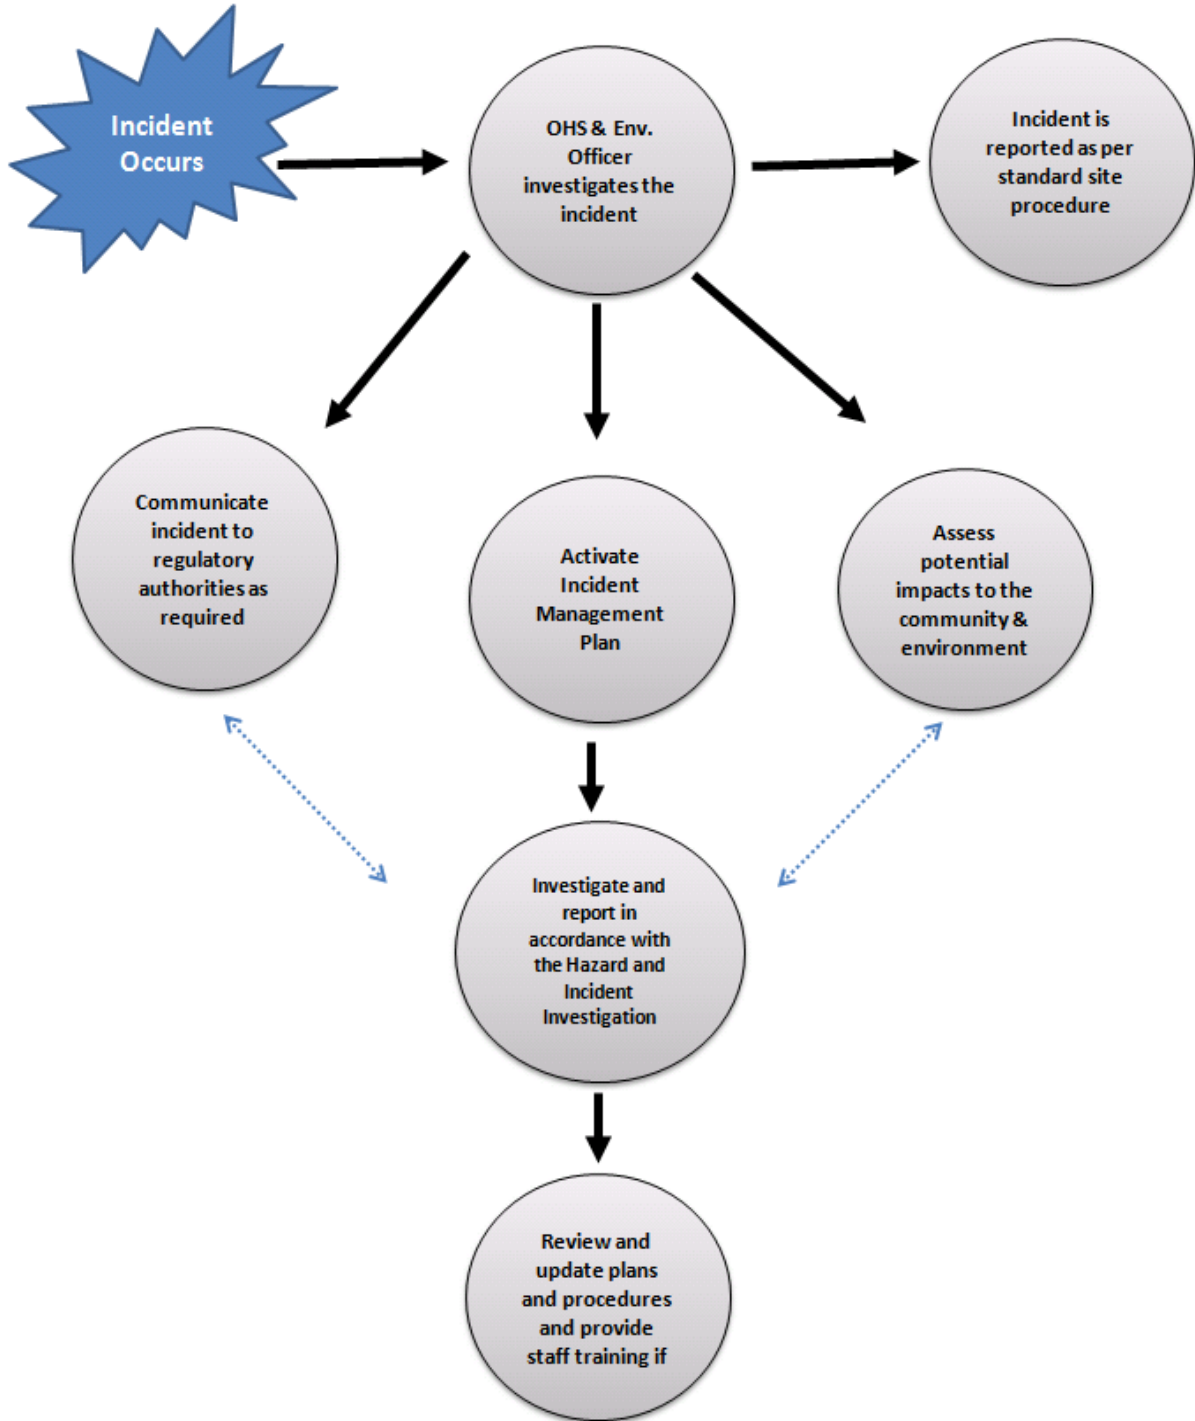 Incident
Occurs
OHS & Env.
Officer
investigates the
incident
Incident is
reported as per
standard site
procedure
Communicate
incident to
regulatory
authorities as
required
Activate
Incident
Management
Plan
Assess
potential
impacts to the
community &
environment
Investigate and
report in
accordance with
the Hazard and
Incident
Investigation
Review and
update plans
and procedures
and provide
staff training if